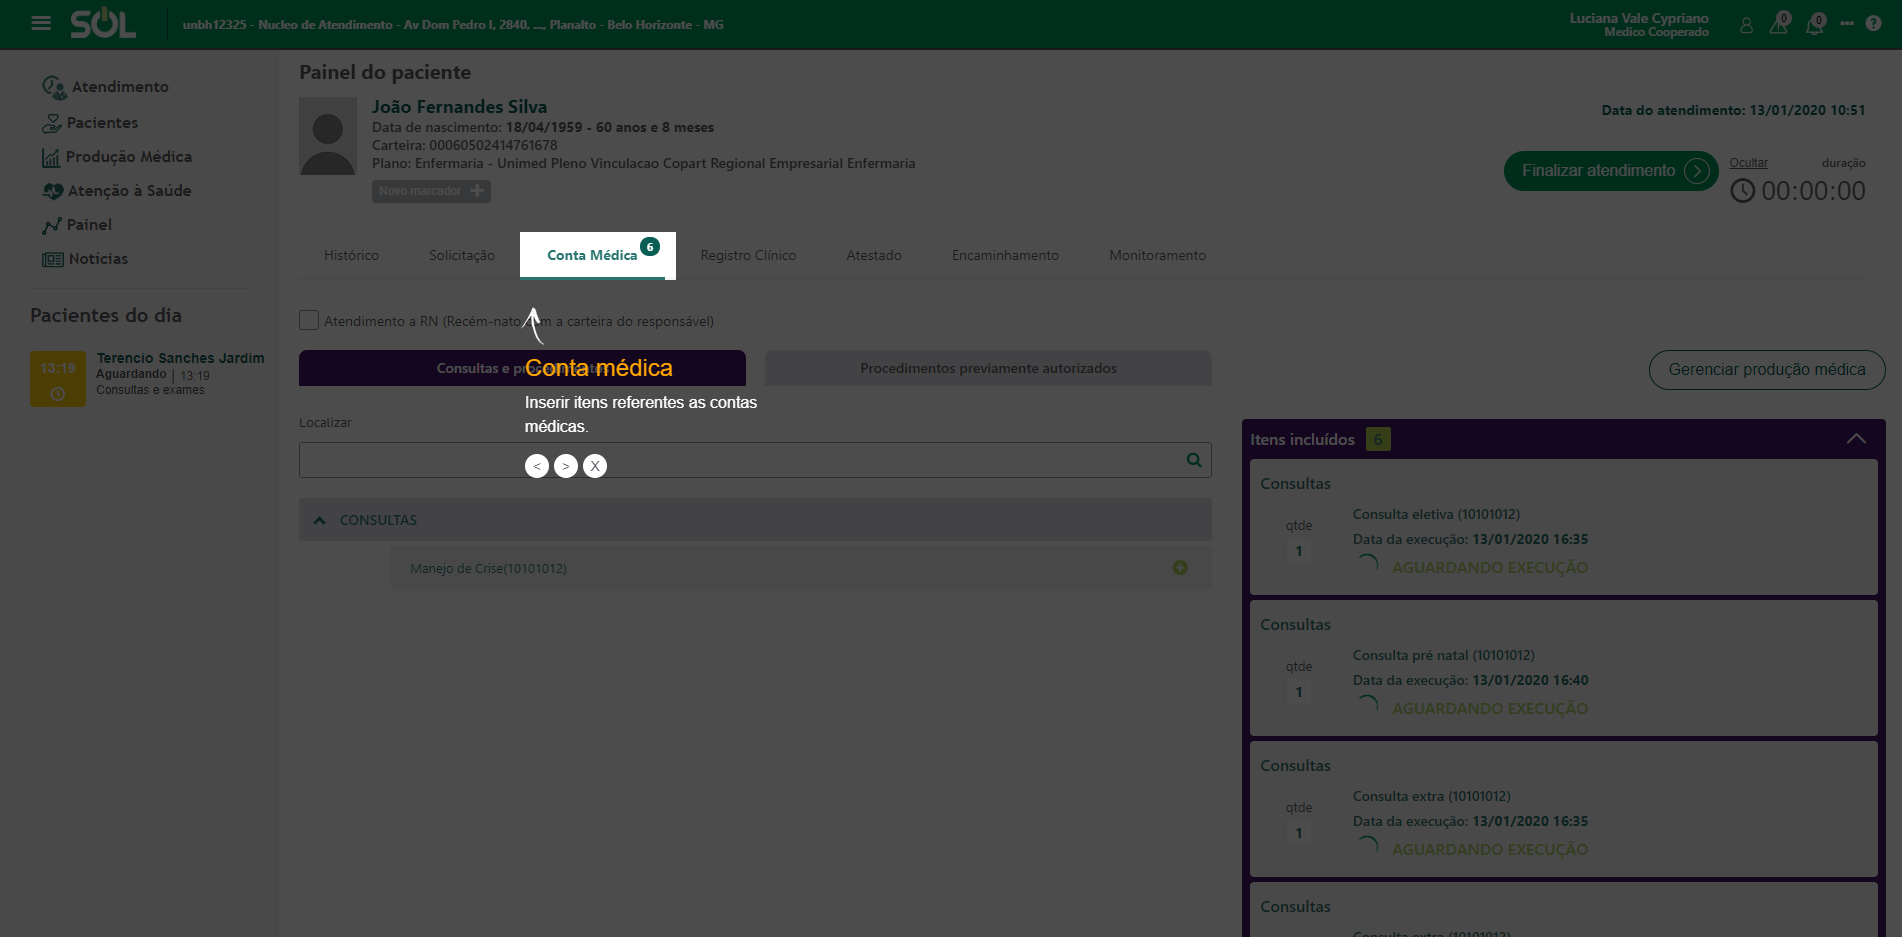 SOL
unbh12325 - Nucleo de Atendimento - Av Dom Pedro I, 2840, ..., Planalto - Belo Horizonte - MG
Luciana Vale Cypriano
Medico Cooperado
0
0
?
Atendimento
Pacientes
Produção Médica
Atenção à Saúde
Painel
Notícias
Pacientes do dia
13:19
Terencio Sanches Jardim
Aguardando | 13:19
Consultas e exames
Painel do paciente
João Fernandes Silva
Data de nascimento: 18/04/1959 - 60 anos e 8 meses
Carteira: 00060502414761678
Plano: Enfermaria - Unimed Pleno Vinculacao Copart Regional Empresarial Enfermaria
Novo marcador
Data do atendimento: 13/01/2020 10:51
Finalizar atendimento
Ocultar
duração
00:00:00
Histórico
Solicitação
Conta Médica
6
Registro Clínico
Atestado
Encaminhamento
Monitoramento
Atendimento a RN (Recém-nato com a carteira do responsável)
Consultas e procedimentos
Procedimentos previamente autorizados
Gerenciar produção médica
Conta médica
Inserir itens referentes as contas
médicas.
< > X
Localizar
CONSULTAS
Manejo de Crise(10101012)
Itens incluídos 6
Consultas
qtde
1
Consulta eletiva (10101012)
Data da execução: 13/01/2020 16:35
AGUARDANDO EXECUÇÃO
Consultas
qtde
1
Consulta pré natal (10101012)
Data da execução: 13/01/2020 16:40
AGUARDANDO EXECUÇÃO
Consultas
qtde
1
Consulta extra (10101012)
Data da execução: 13/01/2020 16:35
AGUARDANDO EXECUÇÃO
Consultas
Consulta extra (10101012)